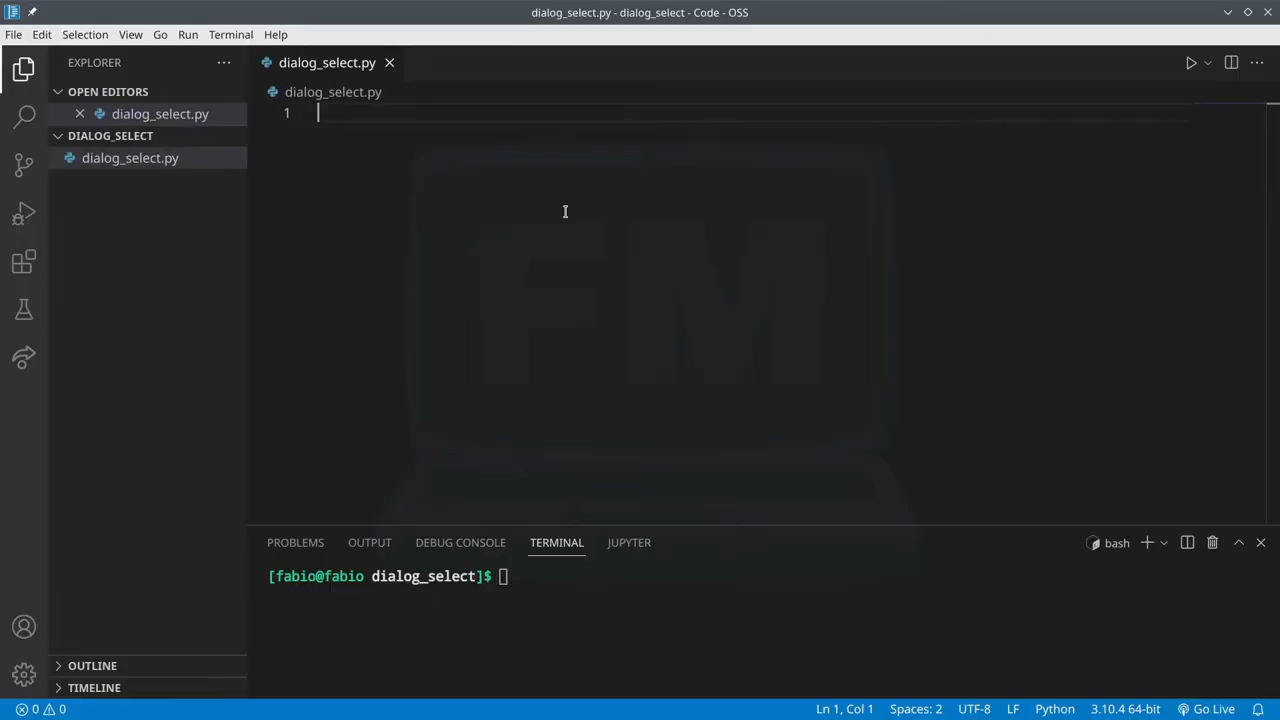 dialog_select.py - dialog_select - Code - OSS
File Edit Selection View Go Run Terminal Help
EXPLORER
dialog_select.py
OPEN EDITORS
dialog_select.py
dialog_select.py
DIALOG_SELECT
dialog_select.py
1
FM
PROBLEMS OUTPUT DEBUG CONSOLE TERMINAL JUPYTER
bash
[fabio@fabio dialog_select]$
OUTLINE
TIMELINE
0 0 Ln 1, Col 1 Spaces: 2 UTF-8 LF Python 3.10.4 64-bit Go Live